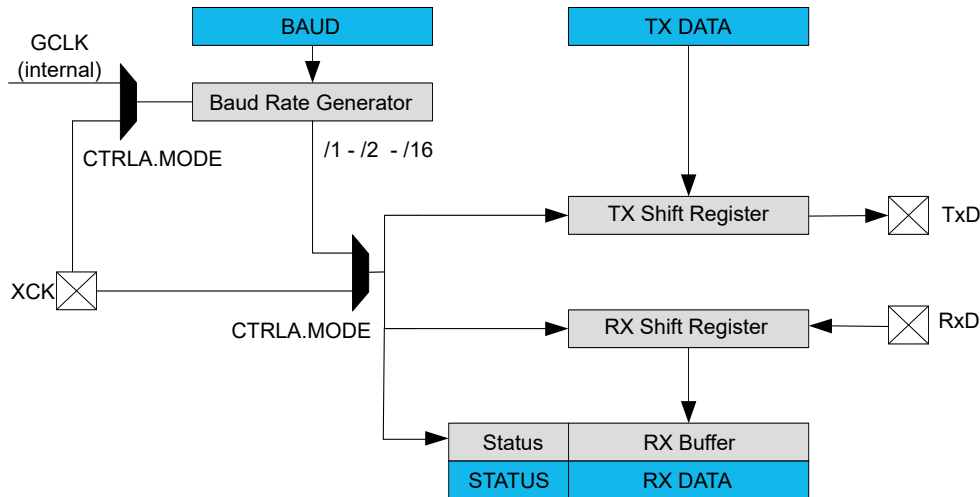 BAUD
TX DATA
GCLK
(internal)
Baud Rate Generator
/1 - /2 - /16
CTRLA.MODE
TX Shift Register
TxD
XCK
CTRLA.MODE
RX Shift Register
RxD
Status
RX Buffer
STATUS
RX DATA